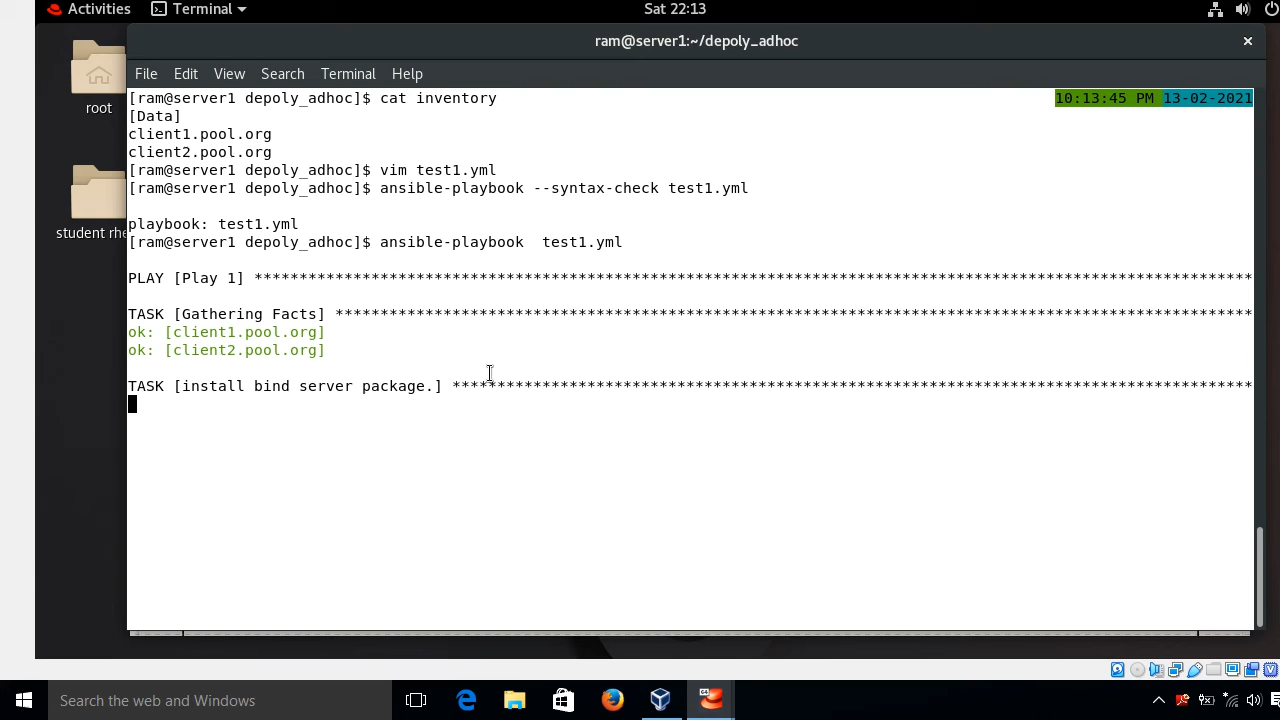 Activities Terminal Sat 22:13
ram@server1:~/depoly_adhoc ×
File Edit View Search Terminal Help
root
student rhe
[ram@server1 depoly_adhoc]$ cat inventory 10:13:45 PM 13-02-2021
[Data]
client1.pool.org
client2.pool.org
[ram@server1 depoly_adhoc]$ vim test1.yml
[ram@server1 depoly_adhoc]$ ansible-playbook --syntax-check test1.yml
playbook: test1.yml
[ram@server1 depoly_adhoc]$ ansible-playbook  test1.yml
PLAY [Play 1] ***************************************************************************************************************
TASK [Gathering Facts] ******************************************************************************************************
ok: [client1.pool.org]
ok: [client2.pool.org]
TASK [install bind server package.] *****************************************************************************************
Search the web and Windows
64